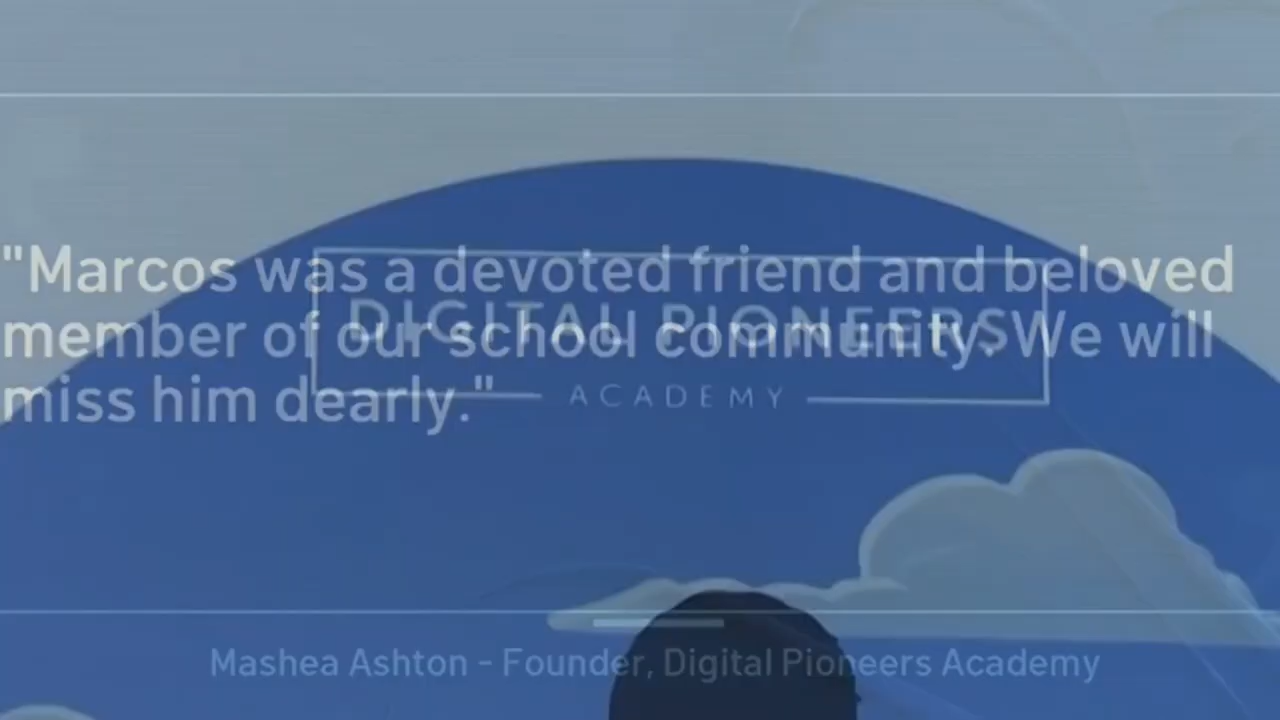 "Marcos was a devoted friend and beloved
member of our school community. We will
miss him dearly."
DIGITAL PIONEERS
ACADEMY
Mashea Ashton - Founder, Digital Pioneers Academy